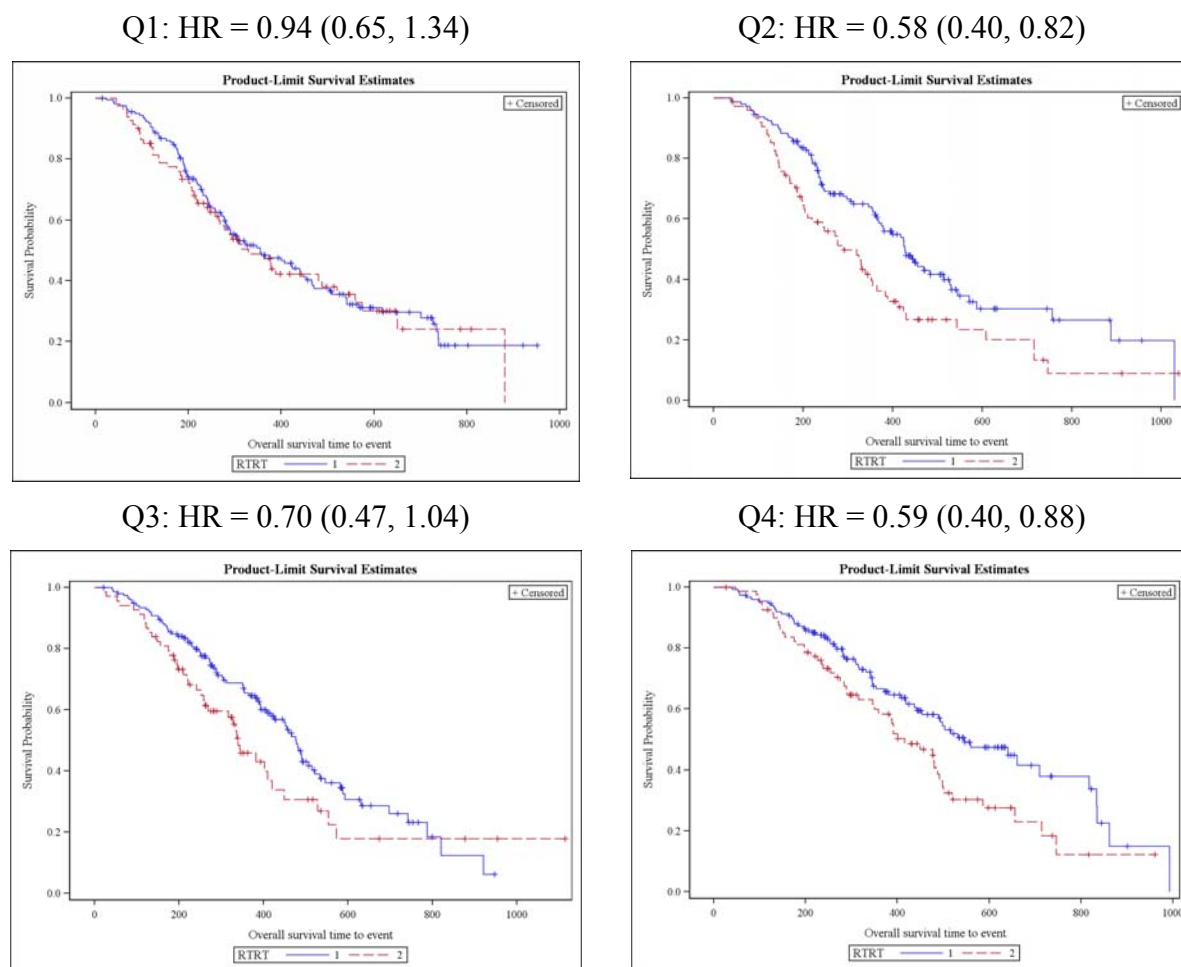 Q1: HR = 0.94 (0.65, 1.34)
Product-Limit Survival Estimates
+ Censored
Survival Probability
1.0
0.8
0.6
0.4
0.2
0.0
0 200 400 600 800 1000
Overall survival time to event
RTRT 1 2
Q2: HR = 0.58 (0.40, 0.82)
Product-Limit Survival Estimates
+ Censored
Survival Probability
1.0
0.8
0.6
0.4
0.2
0.0
0 200 400 600 800 1000
Overall survival time to event
RTRT 1 2
Q3: HR = 0.70 (0.47, 1.04)
Product-Limit Survival Estimates
+ Censored
Survival Probability
1.0
0.8
0.6
0.4
0.2
0.0
0 200 400 600 800 1000
Overall survival time to event
RTRT 1 2
Q4: HR = 0.59 (0.40, 0.88)
Product-Limit Survival Estimates
+ Censored
Survival Probability
1.0
0.8
0.6
0.4
0.2
0.0
0 200 400 600 800 1000
Overall survival time to event
RTRT 1 2